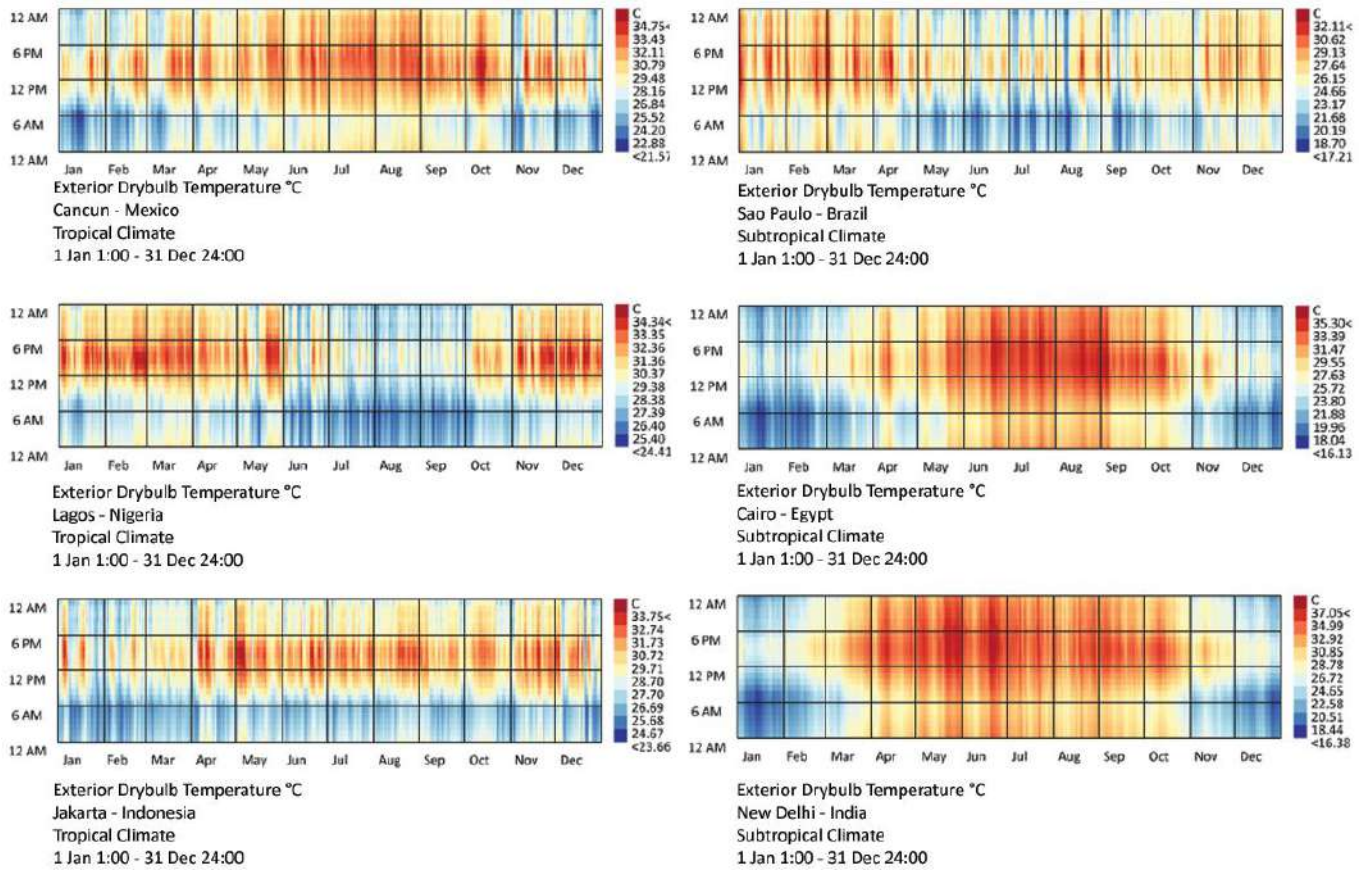 12 AM
6 PM
12 PM
6 AM
12 AM
Jan Feb Mar Apr May Jun Jul Aug Sep Oct Nov Dec
C
34.75<
33.43
32.11
30.79
29.48
28.16
26.84
25.52
24.20
22.88
<21.57
Exterior Drybulb Temperature °C
Cancun - Mexico
Tropical Climate
1 Jan 1:00 - 31 Dec 24:00
12 AM
6 PM
12 PM
6 AM
12 AM
Jan Feb Mar Apr May Jun Jul Aug Sep Oct Nov Dec
C
32.11<
30.62
29.13
27.64
26.15
24.66
23.17
21.68
20.19
18.70
<17.21
Exterior Drybulb Temperature °C
Sao Paulo - Brazil
Subtropical Climate
1 Jan 1:00 - 31 Dec 24:00
12 AM
6 PM
12 PM
6 AM
12 AM
Jan Feb Mar Apr May Jun Jul Aug Sep Oct Nov Dec
C
34.34<
33.35
32.36
31.36
30.37
29.38
28.38
27.39
26.40
25.40
<24.41
Exterior Drybulb Temperature °C
Lagos - Nigeria
Tropical Climate
1 Jan 1:00 - 31 Dec 24:00
12 AM
6 PM
12 PM
6 AM
12 AM
Jan Feb Mar Apr May Jun Jul Aug Sep Oct Nov Dec
C
35.30<
33.39
31.47
29.55
27.63
25.72
23.80
21.88
19.96
18.04
<16.13
Exterior Drybulb Temperature °C
Cairo - Egypt
Subtropical Climate
1 Jan 1:00 - 31 Dec 24:00
12 AM
6 PM
12 PM
6 AM
12 AM
Jan Feb Mar Apr May Jun Jul Aug Sep Oct Nov Dec
C
33.75<
32.74
31.73
30.72
29.71
28.70
27.70
26.69
25.68
24.67
<23.66
Exterior Drybulb Temperature °C
Jakarta - Indonesia
Tropical Climate
1 Jan 1:00 - 31 Dec 24:00
12 AM
6 PM
12 PM
6 AM
12 AM
Jan Feb Mar Apr May Jun Jul Aug Sep Oct Nov Dec
C
37.05<
34.99
32.92
30.85
28.78
26.72
24.65
22.58
20.51
18.44
<16.38
Exterior Drybulb Temperature °C
New Delhi - India
Subtropical Climate
1 Jan 1:00 - 31 Dec 24:00